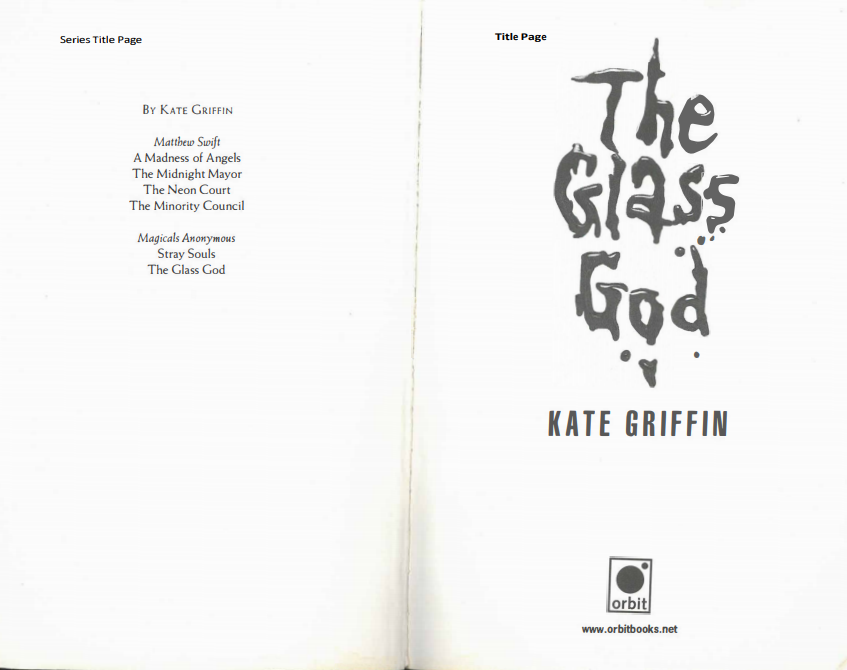 Series Title Page
By Kate Griffin
Matthew Swift
A Madness of Angels
The Midnight Mayor
The Neon Court
The Minority Council
Magicals Anonymous
Stray Souls
The Glass God
Title Page
The
Glass
God
KATE GRIFFIN
orbit
www.orbitbooks.net